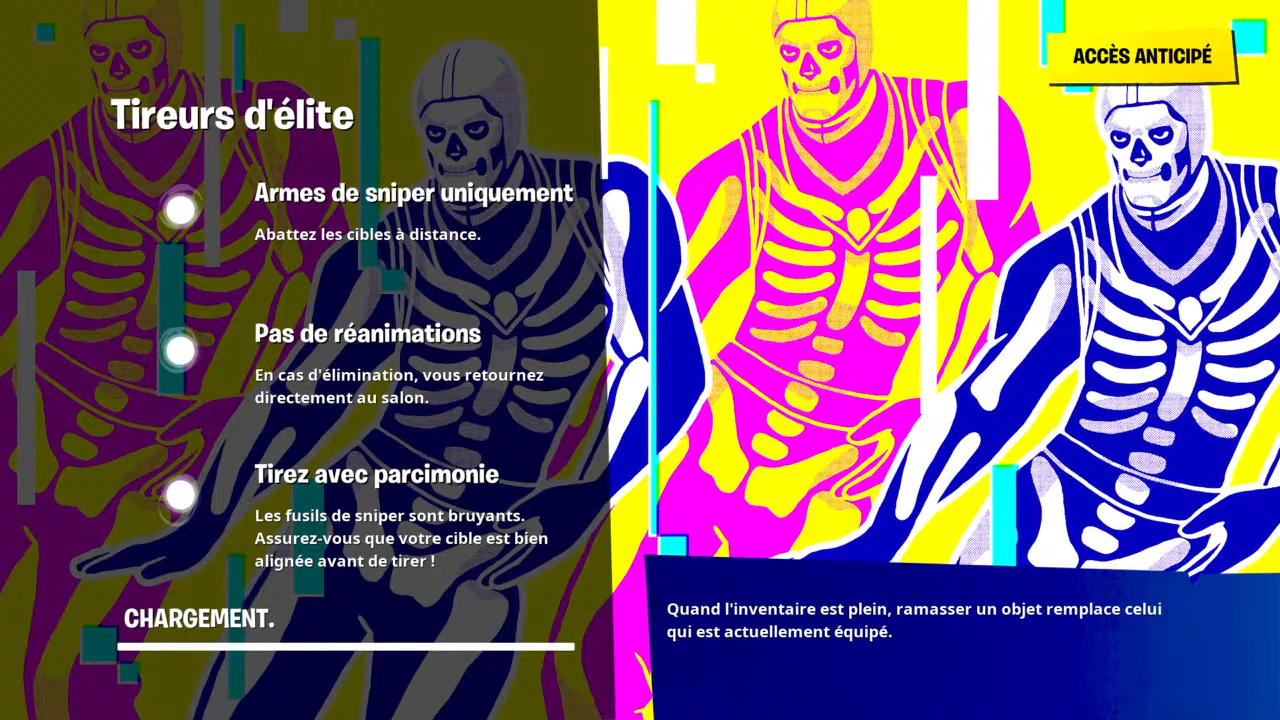 ACCÈS ANTICIPÉ
Tireurs d'élite
Armes de sniper uniquement
Abattez les cibles à distance.
Pas de réanimations
En cas d'élimination, vous retournez
directement au salon.
Tirez avec parcimonie
Les fusils de sniper sont bruyants.
Assurez-vous que votre cible est bien
alignée avant de tirer !
CHARGEMENT.
Quand l'inventaire est plein, ramasser un objet remplace celui
qui est actuellement équipé.